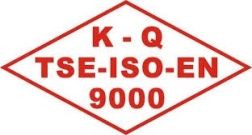 K - Q
TSE-ISO-EN
9000